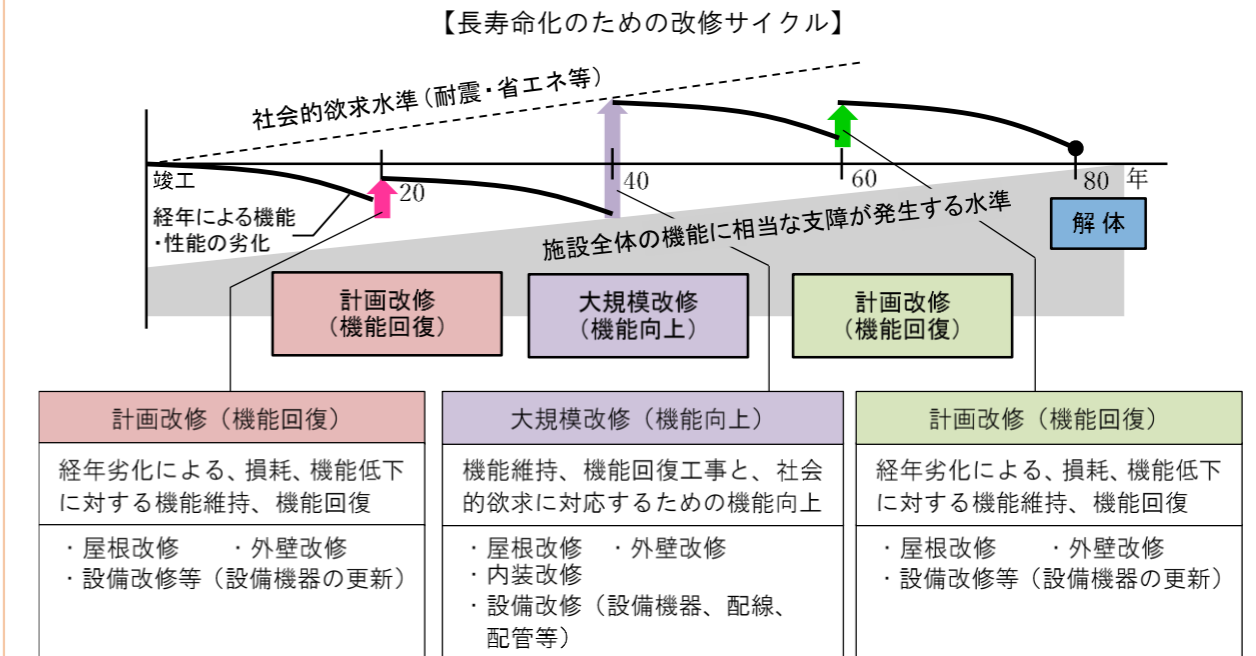 【長寿命化のための改修サイクル】
社会的欲求水準（耐震・省エネ等）
竣工
20
40
60
80
年
経年による機能
・性能の劣化
施設全体の機能に相当な支障が発生する水準
解体
計画改修
（機能回復）
大規模改修
（機能向上）
計画改修
（機能回復）
計画改修（機能回復）
経年劣化による、損耗、機能低下
に対する機能維持、機能回復
・屋根改修　　・外壁改修
・設備改修等（設備機器の更新）
大規模改修（機能向上）
機能維持、機能回復工事と、社会
的欲求に対応するための機能向上
・屋根改修　・外壁改修
・内装改修
・設備改修（設備機器、配線、
配管等）
計画改修（機能回復）
経年劣化による、損耗、機能低下
に対する機能維持、機能回復
・屋根改修　　・外壁改修
・設備改修等（設備機器の更新）